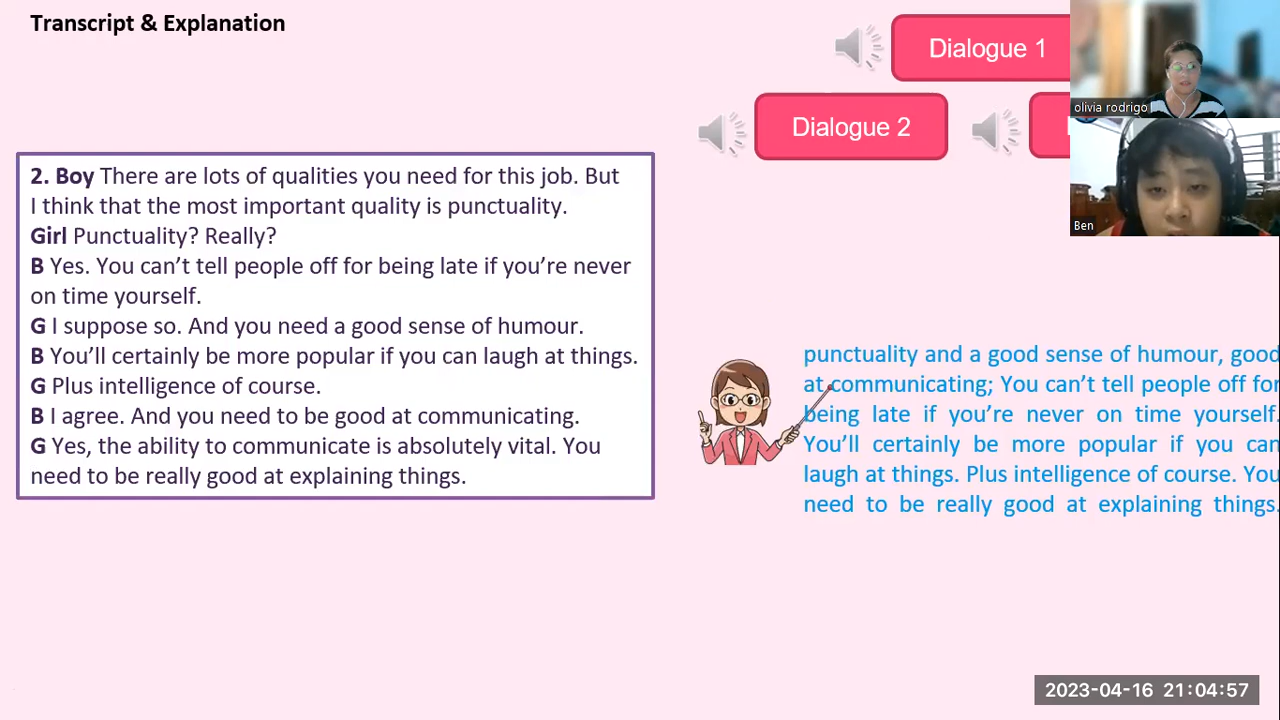 Transcript & Explanation
Dialogue 1
Dialogue 2
olivia rodrigo
Ben
2. Boy There are lots of qualities you need for this job. But
I think that the most important quality is punctuality.
Girl Punctuality? Really?
B Yes. You can’t tell people off for being late if you’re never
on time yourself.
G I suppose so. And you need a good sense of humour.
B You’ll certainly be more popular if you can laugh at things.
G Plus intelligence of course.
B I agree. And you need to be good at communicating.
G Yes, the ability to communicate is absolutely vital. You
need to be really good at explaining things.
punctuality and a good sense of humour, good
at communicating; You can’t tell people off for
being late if you’re never on time yourself.
You’ll certainly be more popular if you can
laugh at things. Plus intelligence of course. You
need to be really good at explaining things.
2023-04-16 21:04:57